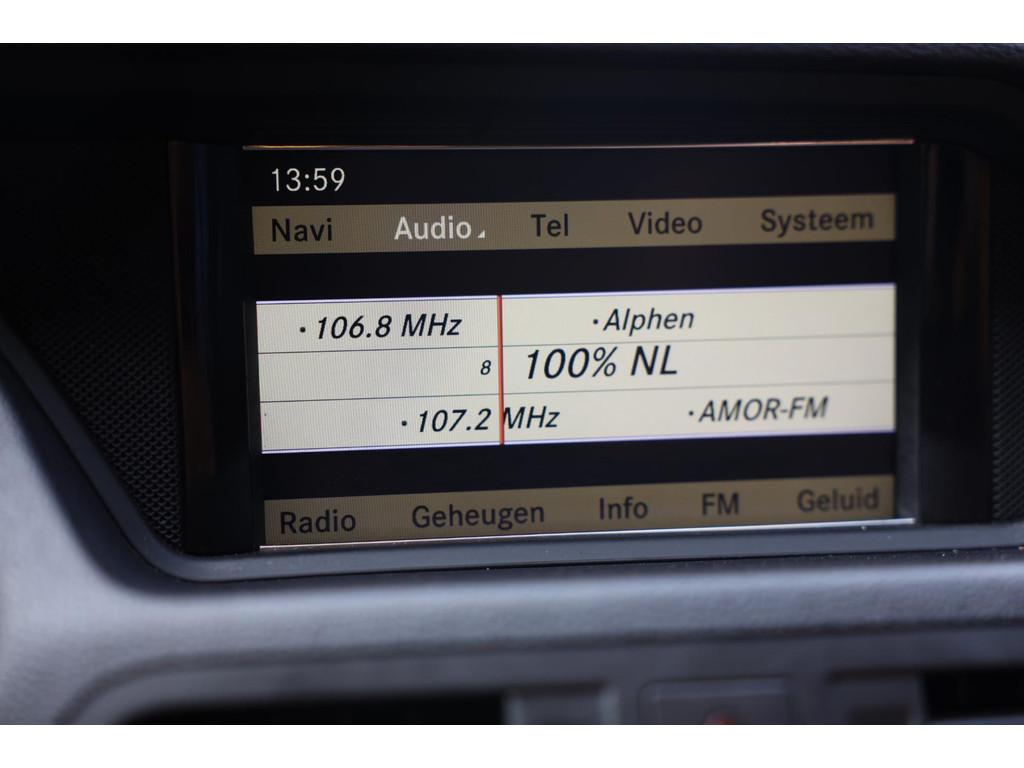 13:59
Navi Audio Tel Video Systeem
· 106.8 MHz · Alphen
8 100% NL
· 107.2 MHz · AMOR-FM
Radio Geheugen Info FM Geluid